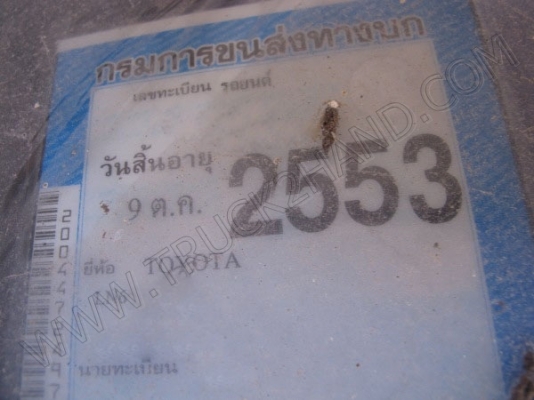 กรมการขนส่งทางบก
เลขทะเบียน รถยนต์
วันสิ้นอายุ 2553
9 ต.ค.
ยี่ห้อ TOYOTA
นายทะเบียน
WWW.TRUCK2HAND.COM